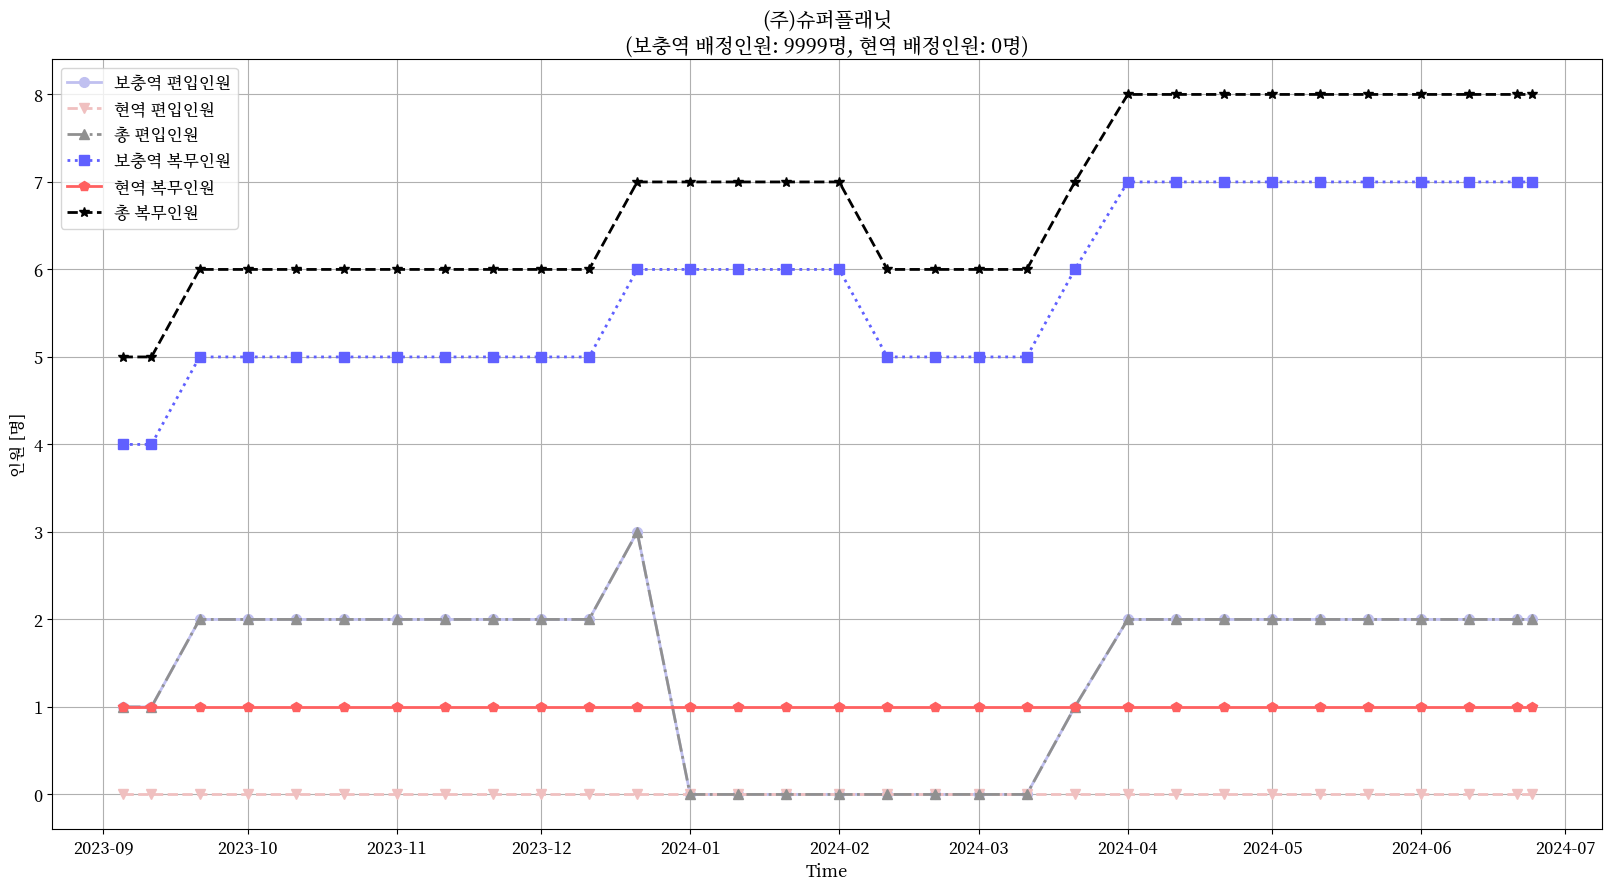 (주)슈퍼플래닛
(보충역 배정인원: 9999명, 현역 배정인원: 0명)
보충역 편입인원
현역 편입인원
총 편입인원
보충역 복무인원
현역 복무인원
총 복무인원
8
7
6
5
4
3
2
1
0
인원 [명]
2023-09 2023-10 2023-11 2023-12 2024-01 2024-02 2024-03 2024-04 2024-05 2024-06 2024-07
Time